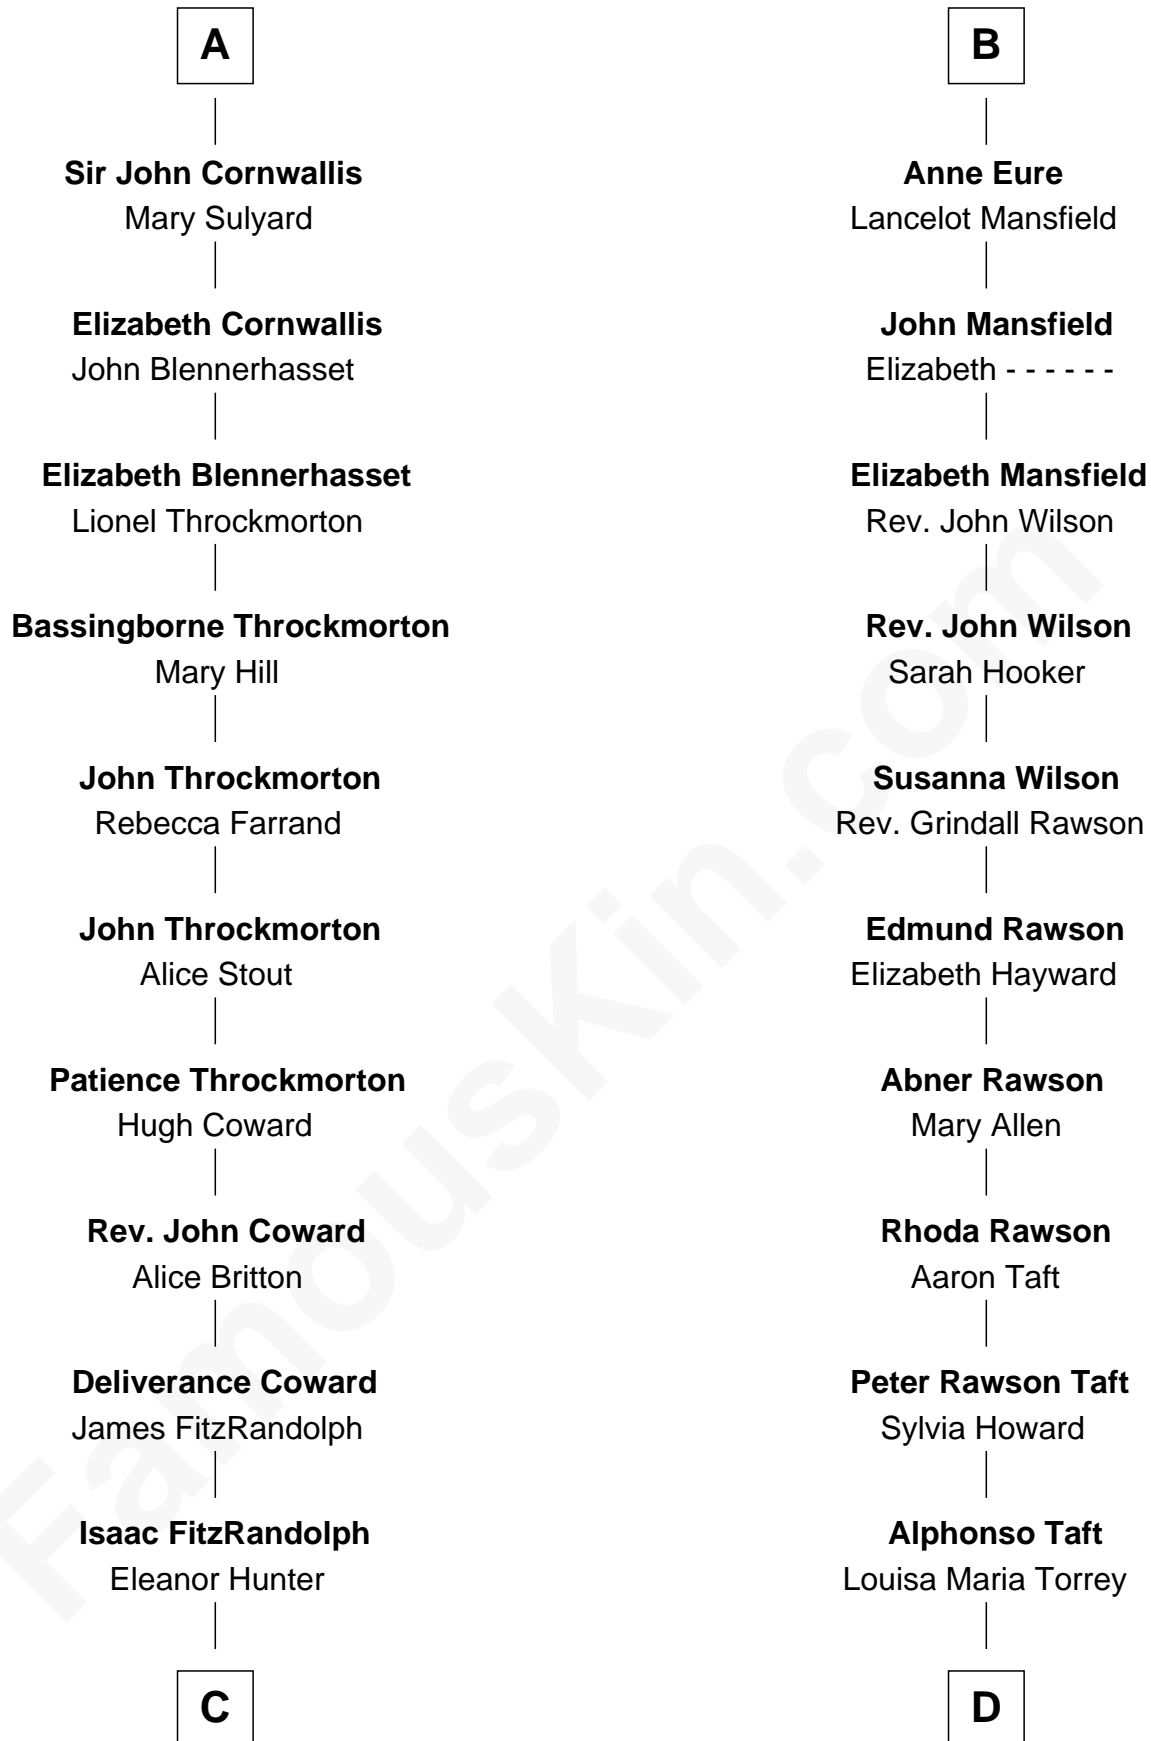 A
Sir John Cornwallis
Mary Sulyard
Elizabeth Cornwallis
John Blennerhasset
Elizabeth Blennerhasset
Lionel Throckmorton
Bassingborne Throckmorton
Mary Hill
John Throckmorton
Rebecca Farrand
John Throckmorton
Alice Stout
Patience Throckmorton
Hugh Coward
Rev. John Coward
Alice Britton
Deliverance Coward
James FitzRandolph
Isaac FitzRandolph
Eleanor Hunter
C
B
Anne Eure
Lancelot Mansfield
John Mansfield
Elizabeth - - - - - -
Elizabeth Mansfield
Rev. John Wilson
Rev. John Wilson
Sarah Hooker
Susanna Wilson
Rev. Grindall Rawson
Edmund Rawson
Elizabeth Hayward
Abner Rawson
Mary Allen
Rhoda Rawson
Aaron Taft
Peter Rawson Taft
Sylvia Howard
Alphonso Taft
Louisa Maria Torrey
D
FamousKin.com